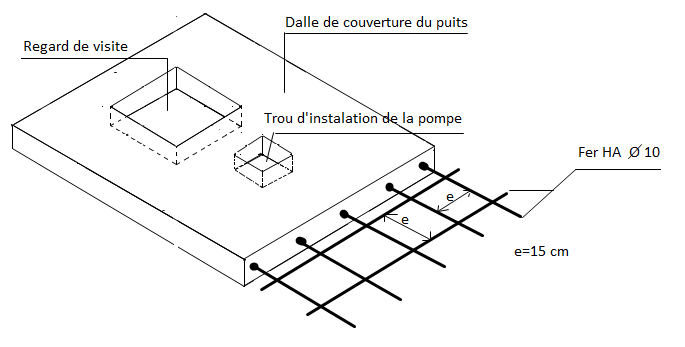 Dalle de couverture du puits
Regard de visite
Trou d'instalation de la pompe
Fer HA Ø 10
e
e
e=15 cm